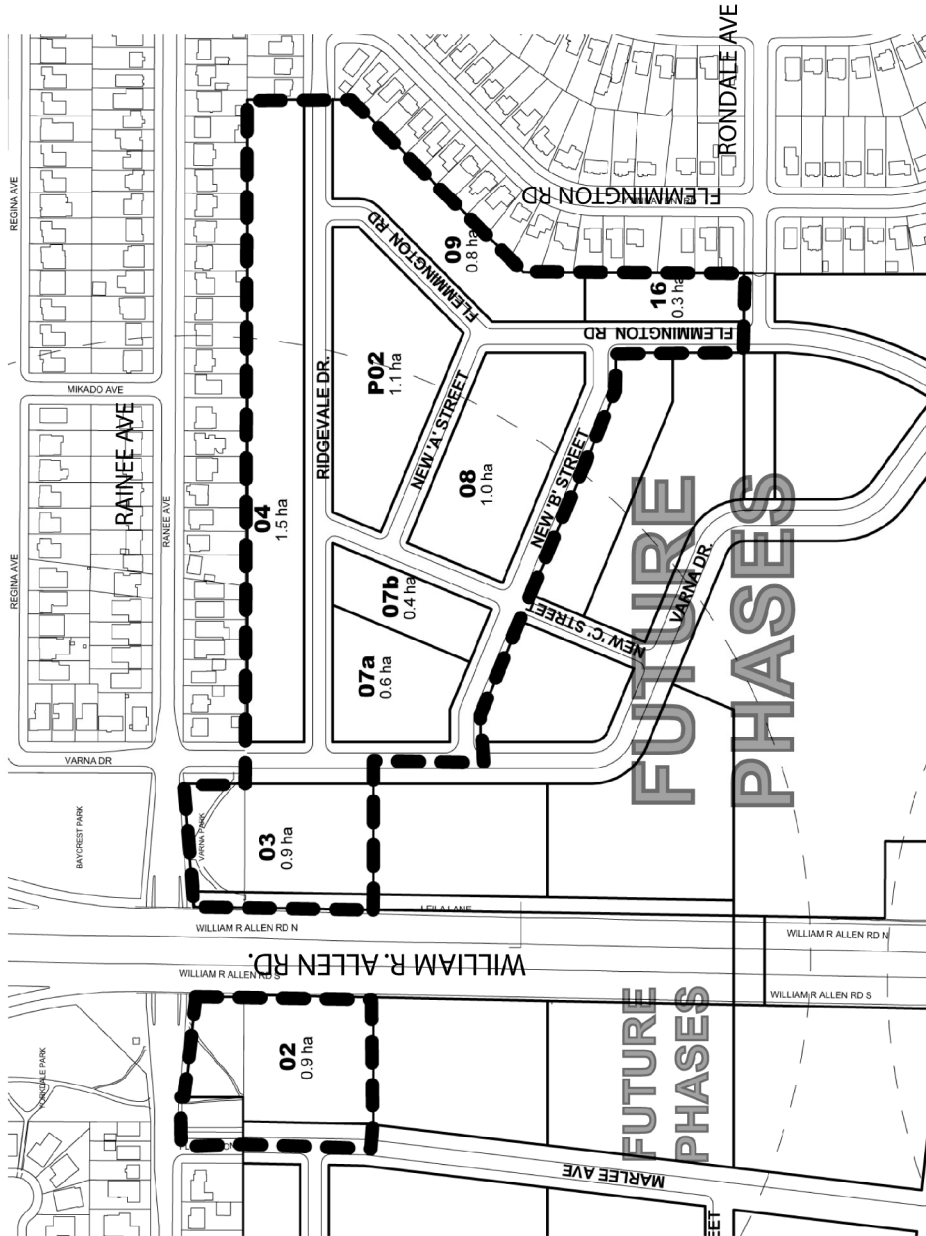 RONDALE AVE
REGINA AVE
FLEMMINGTON RD
FLEMMINGTON RD
09
0.8 ha
16
0.3 ha
FLEMMINGTON RD
MIKADO AVE
RIDGEVALE DR.
P02
1.1 ha
RAINEE AVE
NEW 'A' STREET
08
1.0 ha
RANEE AVE
04
1.5 ha
NEW 'B' STREET
REGINA AVE
07b
0.4 ha
07a
0.6 ha
NEW 'C' STREET
VARNA DR.
FUTURE
PHASES
VARNA DR
BAYCREST PARK
VARNA PARK
03
0.9 ha
LEILA LANE
WILLIAM R ALLEN RD N
WILLIAM R ALLEN RD N
WILLIAM R. ALLEN RD.
WILLIAM R ALLEN RD S
WILLIAM R ALLEN RD S
YORKDALE PARK
02
0.9 ha
FUTURE
PHASES
MARLEE AVE